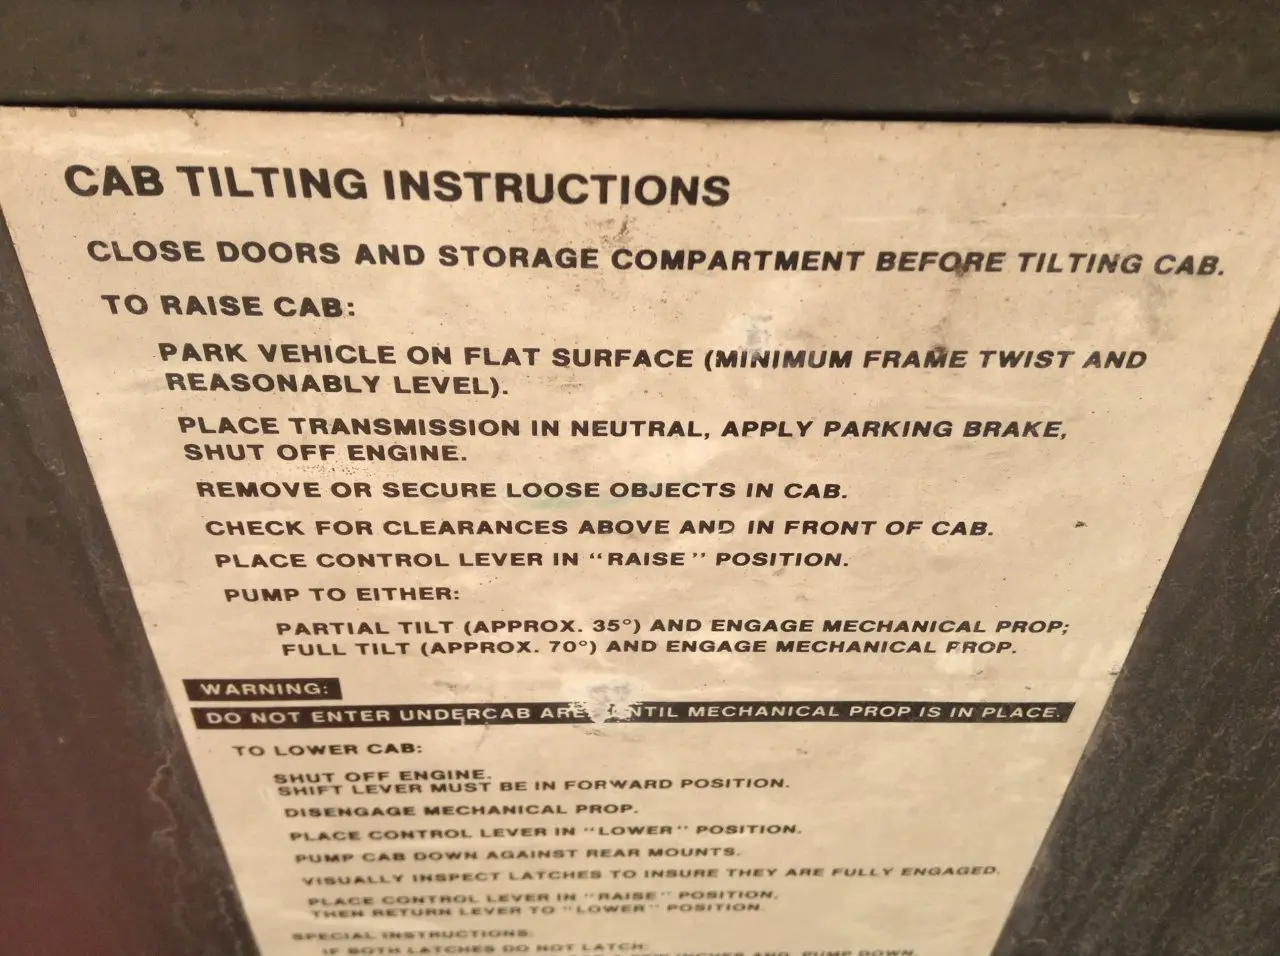 CAB TILTING INSTRUCTIONS
CLOSE DOORS AND STORAGE COMPARTMENT BEFORE TILTING CAB.
TO RAISE CAB:
PARK VEHICLE ON FLAT SURFACE (MINIMUM FRAME TWIST AND
REASONABLY LEVEL).
PLACE TRANSMISSION IN NEUTRAL, APPLY PARKING BRAKE,
SHUT OFF ENGINE.
REMOVE OR SECURE LOOSE OBJECTS IN CAB.
CHECK FOR CLEARANCES ABOVE AND IN FRONT OF CAB.
PLACE CONTROL LEVER IN "RAISE" POSITION.
PUMP TO EITHER:
PARTIAL TILT (APPROX. 35°) AND ENGAGE MECHANICAL PROP;
FULL TILT (APPROX. 70°) AND ENGAGE MECHANICAL PROP.
WARNING:
DO NOT ENTER UNDERCAB AREA UNTIL MECHANICAL PROP IS IN PLACE.
TO LOWER CAB:
SHUT OFF ENGINE.
SHIFT LEVER MUST BE IN FORWARD POSITION.
DISENGAGE MECHANICAL PROP.
PLACE CONTROL LEVER IN "LOWER" POSITION.
PUMP CAB DOWN AGAINST REAR MOUNTS.
VISUALLY INSPECT LATCHES TO INSURE THEY ARE FULLY ENGAGED.
PLACE CONTROL LEVER IN "RAISE" POSITION.
THEN RETURN LEVER TO "LOWER" POSITION.
SPECIAL INSTRUCTIONS:
IF BOTH LATCHES DO NOT LATCH:
A FEW INCHES AND, PUMP DOWN.